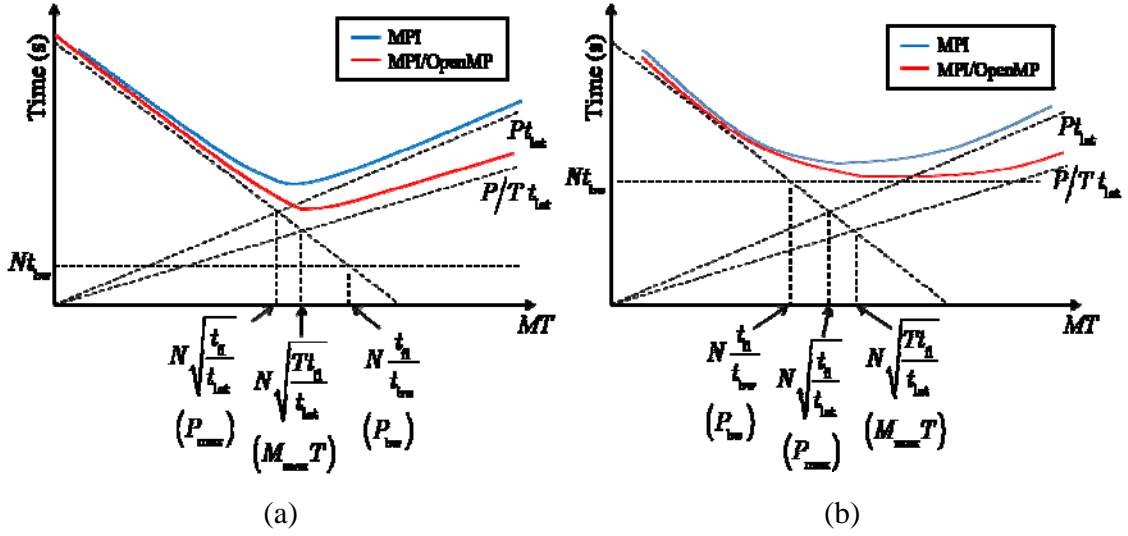 Time (s)
MPI
MPI/OpenMP
Pt_lat
P/T t_lat
Nt_bw
MT
N√(t_fl/t_lat)
(P_max)
N√(Tt_fl/t_lat)
(M_max T)
N t_fl/t_bw
(P_bw)
(a)
Time (s)
MPI
MPI/OpenMP
Pt_lat
Nt_bw
P/T t_lat
MT
N t_fl/t_bw
(P_bw)
N√(t_fl/t_lat)
(P_max)
N√(Tt_fl/t_lat)
(M_max T)
(b)